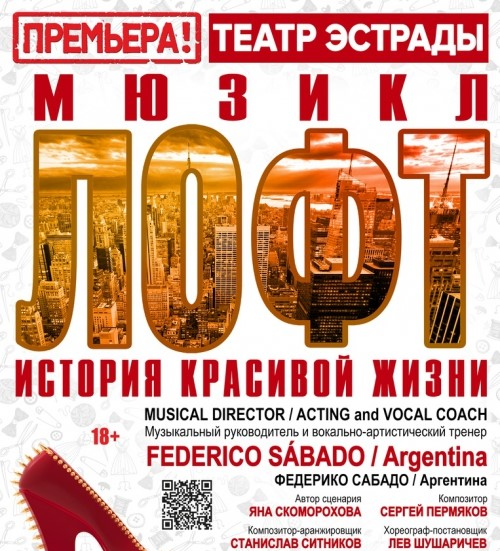 ПРЕМЬЕРА!
ТЕАТР ЭСТРАДЫ
МЮЗИКЛ
ЛОФТ
ИСТОРИЯ КРАСИВОЙ ЖИЗНИ
MUSICAL DIRECTOR / ACTING and VOCAL COACH
18+
Музыкальный руководитель и вокально-артистический тренер
FEDERICO SÁBADO / Argentina
ФЕДЕРИКО САБАДО / Аргентина
Автор сценария
ЯНА СКОМОРОХОВА
Композитор
СЕРГЕЙ ПЕРМЯКОВ
Композитор-аранжировщик
СТАНИСЛАВ СИТНИКОВ
Хореограф-постановщик
ЛЕВ ШУШАРИЧЕВ